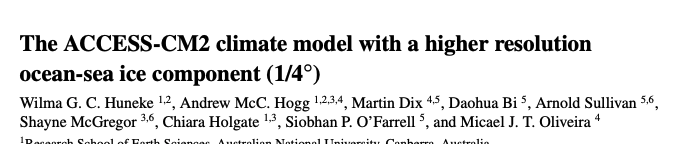 The ACCESS-CM2 climate model with a higher resolution
ocean-sea ice component (1/4°)
Wilma G. C. Huneke 1,2, Andrew McC. Hogg 1,2,3,4, Martin Dix 4,5, Daohua Bi 5, Arnold Sullivan 5,6,
Shayne McGregor 3,6, Chiara Holgate 1,3, Siobhan P. O'Farrell 5, and Micael J. T. Oliveira 4
1Research School of Earth Sciences, Australian National University, Canberra, Australia